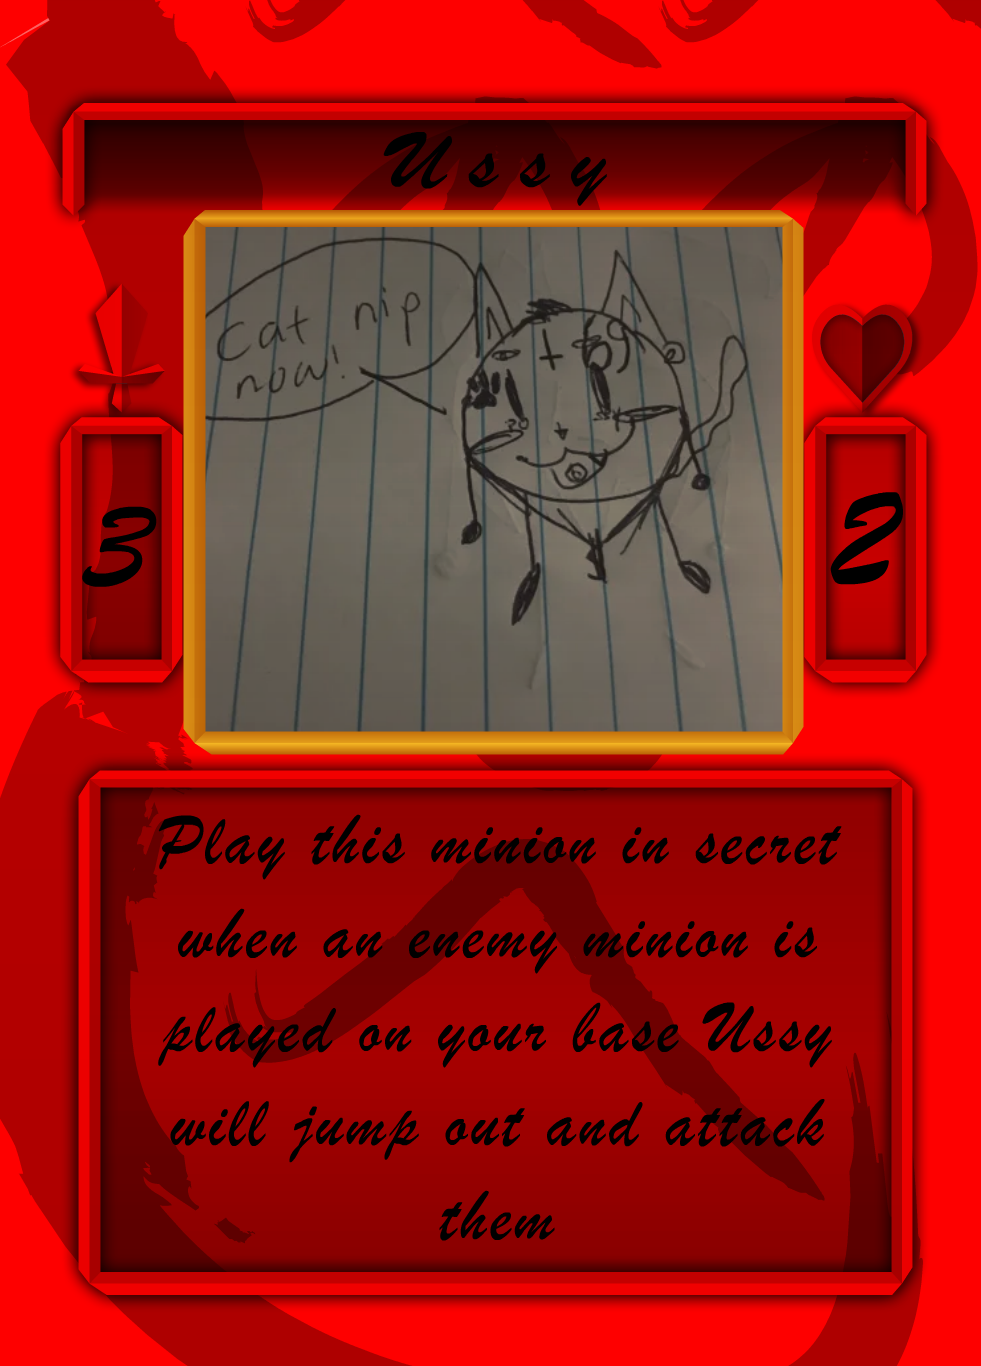 Ussy
Cat nip
now!
69
3
2
Play this minion in secret
when an enemy minion is
played on your base Ussy
will jump out and attack
them